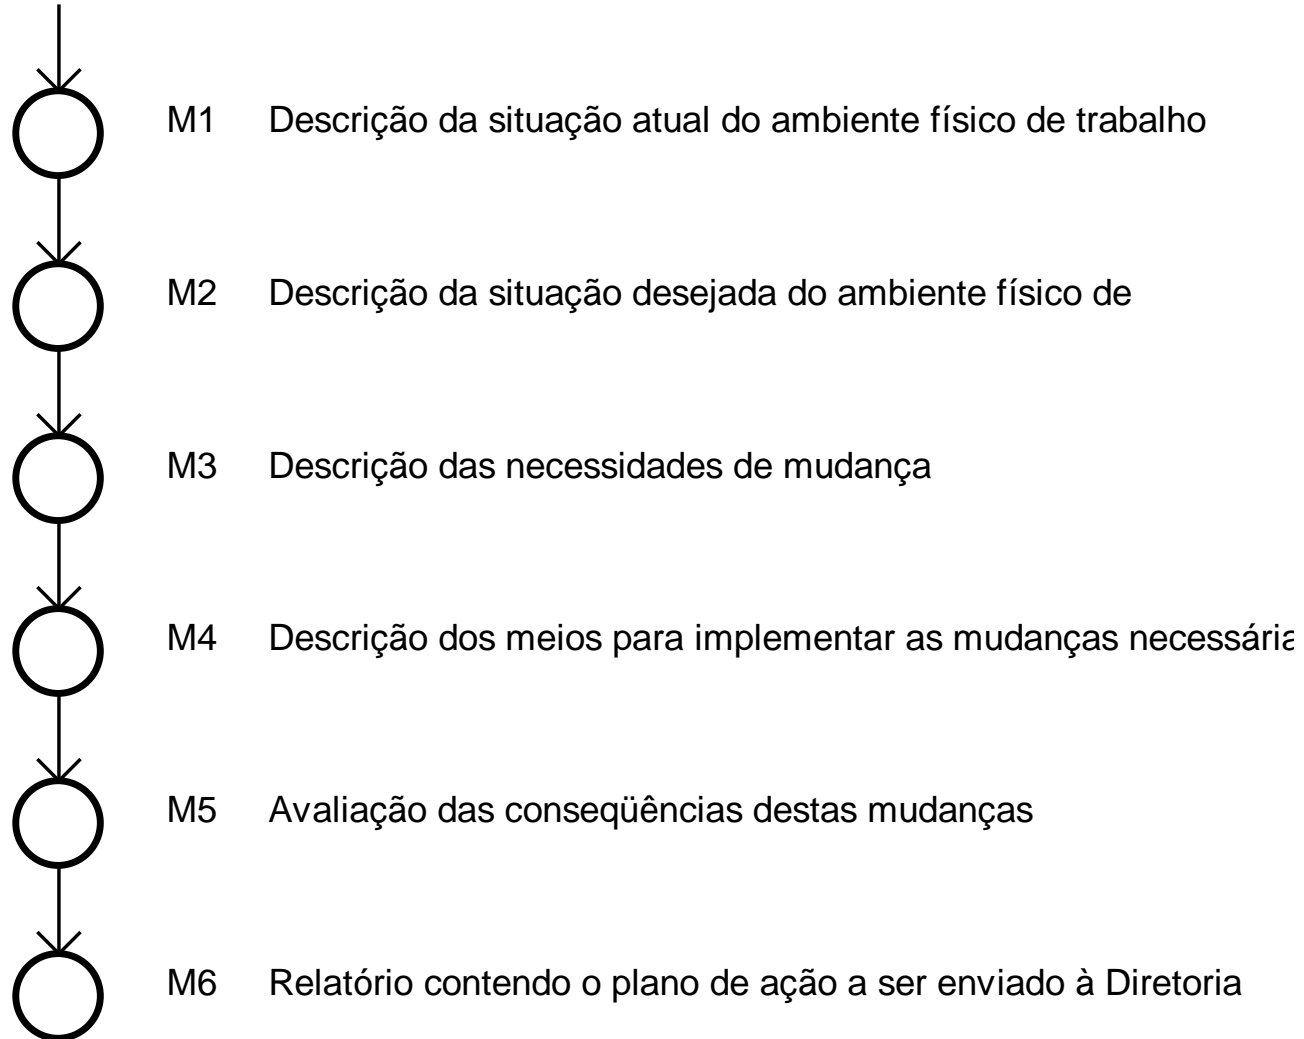 M1 Descrição da situação atual do ambiente físico de trabalho
M2 Descrição da situação desejada do ambiente físico de
M3 Descrição das necessidades de mudança
M4 Descrição dos meios para implementar as mudanças necessária
M5 Avaliação das conseqüências destas mudanças
M6 Relatório contendo o plano de ação a ser enviado à Diretoria